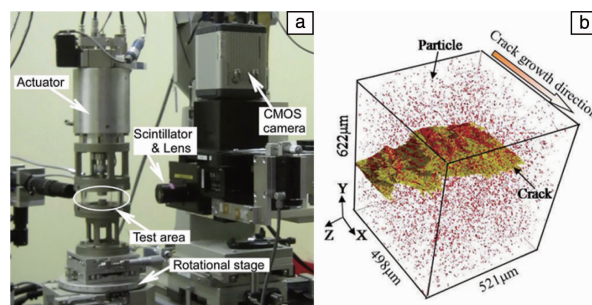 a
Actuator
Scintillator
& Lens
CMOS
camera
Test area
Rotational stage
b
Particle
Crack growth direction
622μm
Crack
Y
Z
X
498μm
521μm